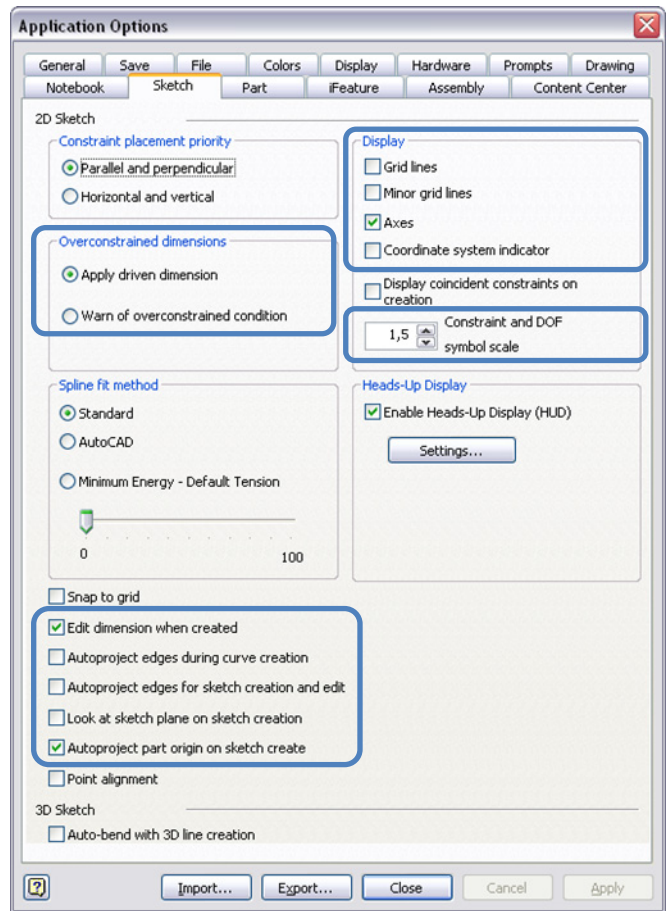 Application Options
General Save File Colors Display Hardware Prompts Drawing
Notebook Sketch Part iFeature Assembly Content Center
2D Sketch
Constraint placement priority
Parallel and perpendicular
Horizontal and vertical
Overconstrained dimensions
Apply driven dimension
Warn of overconstrained condition
Display
Grid lines
Minor grid lines
Axes
Coordinate system indicator
Display coincident constraints on
creation
1,5 Constraint and DOF
symbol scale
Spline fit method
Standard
AutoCAD
Minimum Energy - Default Tension
0 100
Heads-Up Display
Enable Heads-Up Display (HUD)
Settings...
Snap to grid
Edit dimension when created
Autoproject edges during curve creation
Autoproject edges for sketch creation and edit
Look at sketch plane on sketch creation
Autoproject part origin on sketch create
Point alignment
3D Sketch
Auto-bend with 3D line creation
? Import... Export... Close Cancel Apply